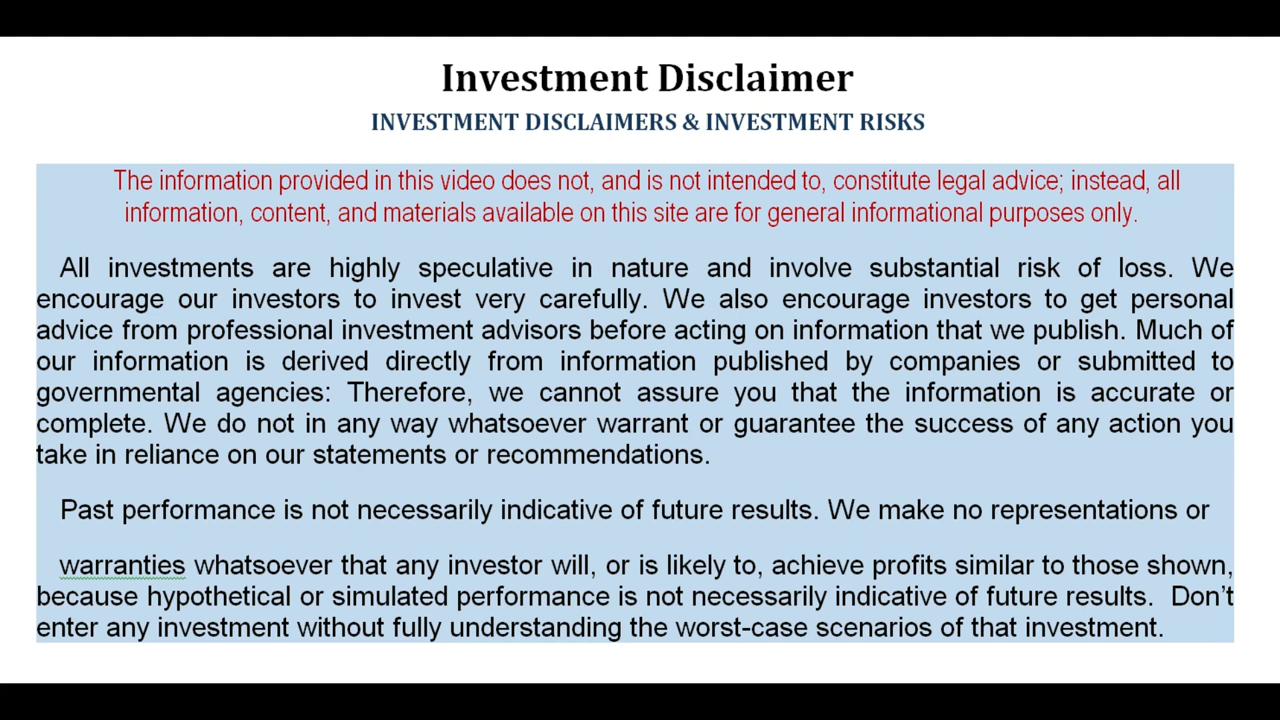 Investment Disclaimer
INVESTMENT DISCLAIMERS & INVESTMENT RISKS
The information provided in this video does not, and is not intended to, constitute legal advice; instead, all
information, content, and materials available on this site are for general informational purposes only.
All investments are highly speculative in nature and involve substantial risk of loss. We
encourage our investors to invest very carefully. We also encourage investors to get personal
advice from professional investment advisors before acting on information that we publish. Much of
our information is derived directly from information published by companies or submitted to
governmental agencies: Therefore, we cannot assure you that the information is accurate or
complete. We do not in any way whatsoever warrant or guarantee the success of any action you
take in reliance on our statements or recommendations.
Past performance is not necessarily indicative of future results. We make no representations or
warranties whatsoever that any investor will, or is likely to, achieve profits similar to those shown,
because hypothetical or simulated performance is not necessarily indicative of future results. Don't
enter any investment without fully understanding the worst-case scenarios of that investment.